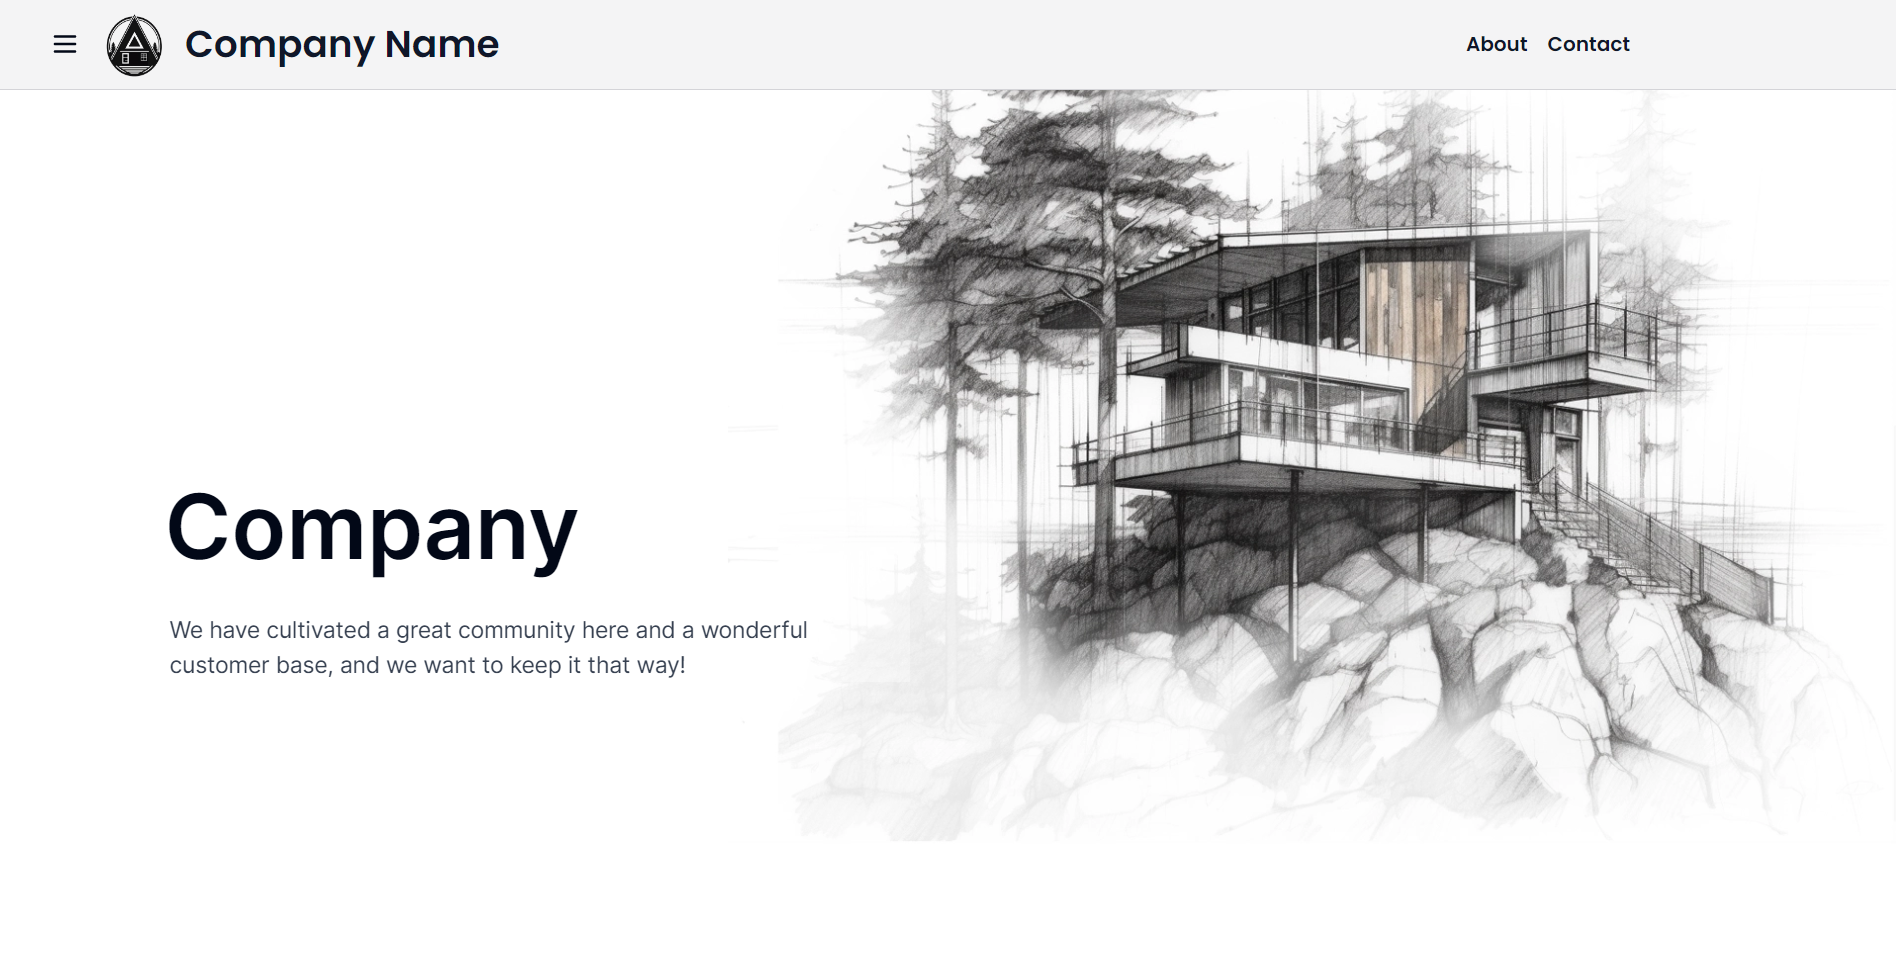 Company Name
About Contact
Company
We have cultivated a great community here and a wonderful
customer base, and we want to keep it that way!